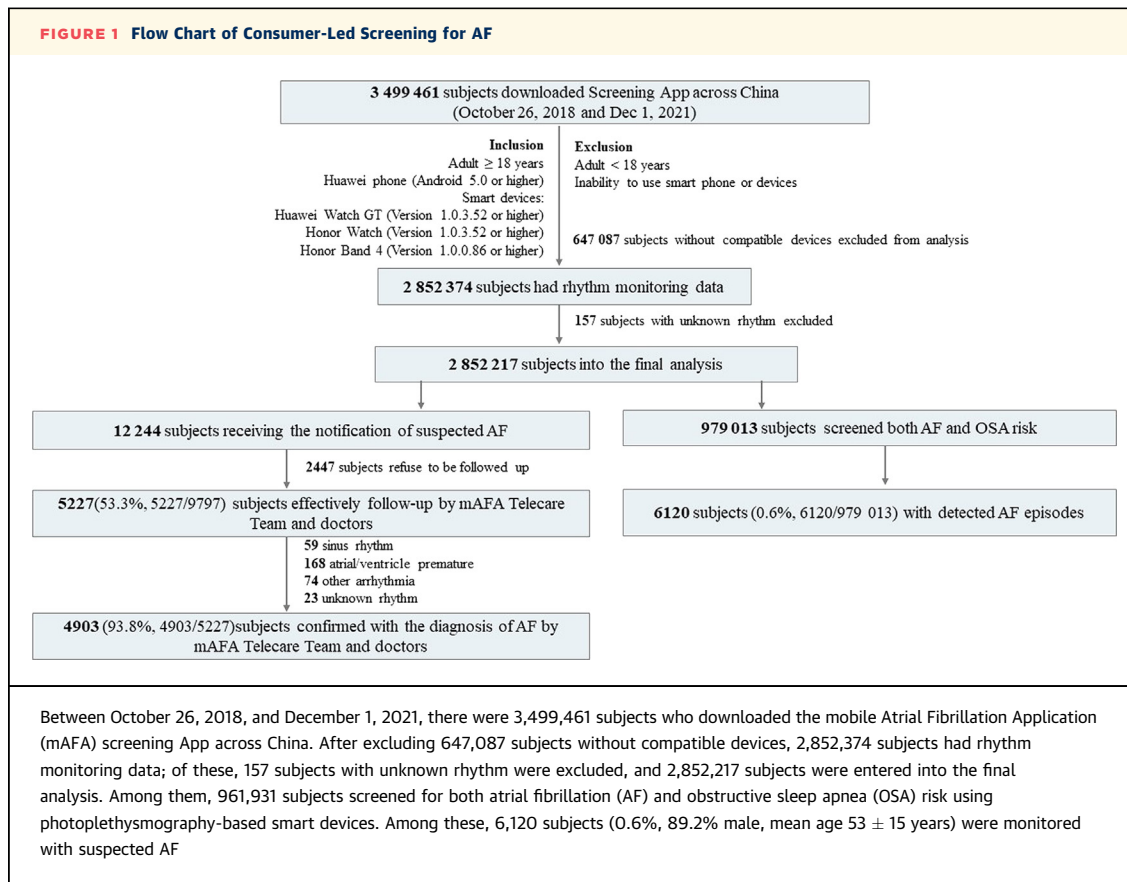 FIGURE 1 Flow Chart of Consumer-Led Screening for AF
3 499 461 subjects downloaded Screening App across China
(October 26, 2018 and Dec 1, 2021)
Inclusion
Adult ≥ 18 years
Huawei phone (Android 5.0 or higher)
Smart devices:
Huawei Watch GT (Version 1.0.3.52 or higher)
Honor Watch (Version 1.0.3.52 or higher)
Honor Band 4 (Version 1.0.0.86 or higher)
Exclusion
Adult < 18 years
Inability to use smart phone or devices
647 087 subjects without compatible devices excluded from analysis
2 852 374 subjects had rhythm monitoring data
157 subjects with unknown rhythm excluded
2 852 217 subjects into the final analysis
12 244 subjects receiving the notification of suspected AF
2447 subjects refuse to be followed up
5227(53.3%, 5227/9797) subjects effectively follow-up by mAFA Telecare
Team and doctors
59 sinus rhythm
168 atrial/ventricle premature
74 other arrhythmia
23 unknown rhythm
4903 (93.8%, 4903/5227)subjects confirmed with the diagnosis of AF by
mAFA Telecare Team and doctors
979 013 subjects screened both AF and OSA risk
6120 subjects (0.6%, 6120/979 013) with detected AF episodes
Between October 26, 2018, and December 1, 2021, there were 3,499,461 subjects who downloaded the mobile Atrial Fibrillation Application
(mAFA) screening App across China. After excluding 647,087 subjects without compatible devices, 2,852,374 subjects had rhythm
monitoring data; of these, 157 subjects with unknown rhythm were excluded, and 2,852,217 subjects were entered into the final
analysis. Among them, 961,931 subjects screened for both atrial fibrillation (AF) and obstructive sleep apnea (OSA) risk using
photoplethysmography-based smart devices. Among these, 6,120 subjects (0.6%, 89.2% male, mean age 53 ± 15 years) were monitored
with suspected AF